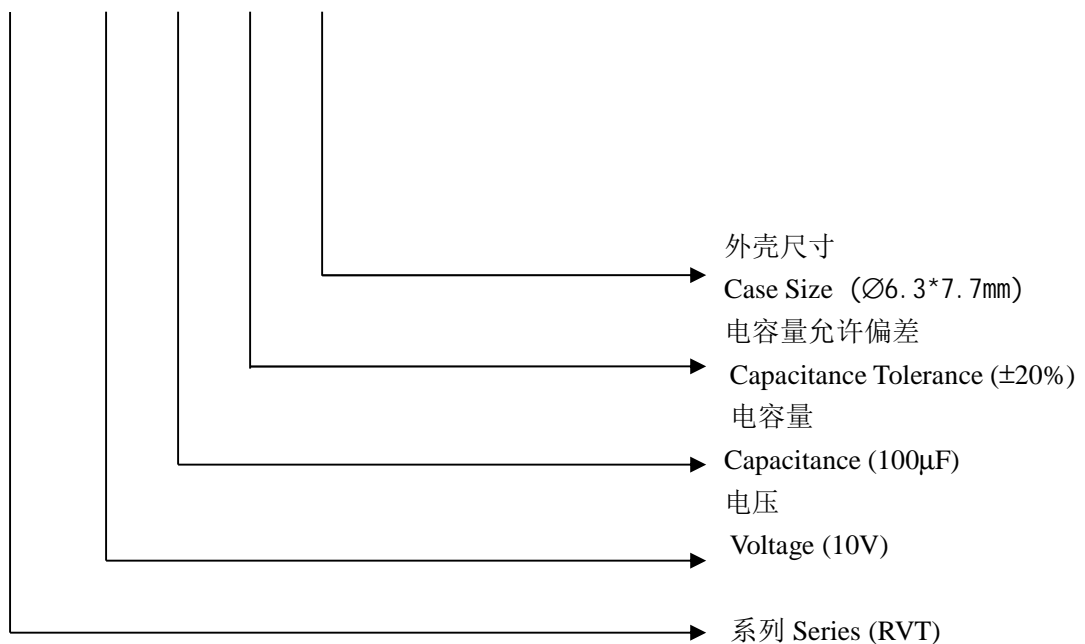 外壳尺寸
Case Size (Ø6.3*7.7mm)
电容量允许偏差
Capacitance Tolerance (±20%)
电容量
Capacitance (100μF)
电压
Voltage (10V)
系列 Series (RVT)